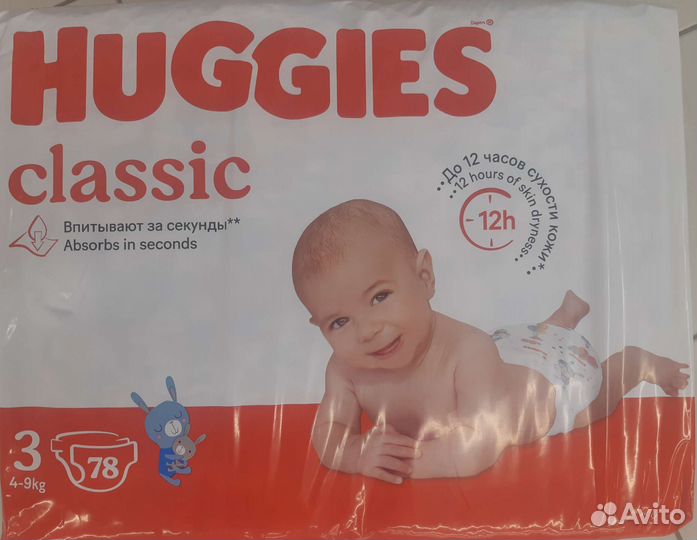 HUGGIES
classic
Впитывают за секунды**
Absorbs in seconds
До 12 часов сухости кожи*
12 hours of skin dryness
12h
3
4-9kg
78
Avito